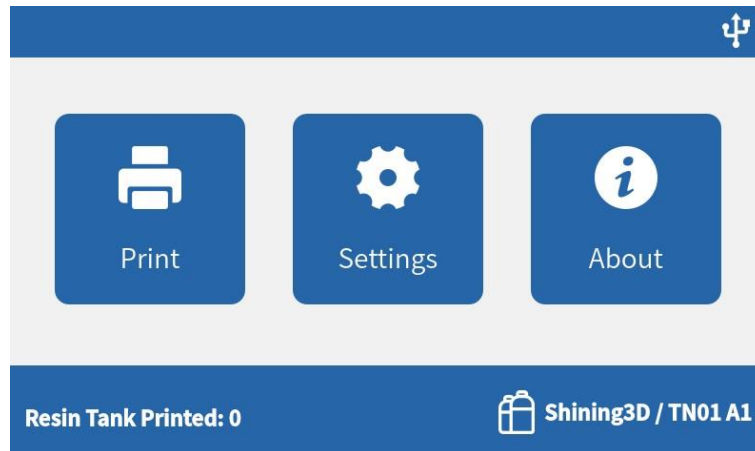 Print
Settings
About
Resin Tank Printed: 0
Shining3D / TN01 A1